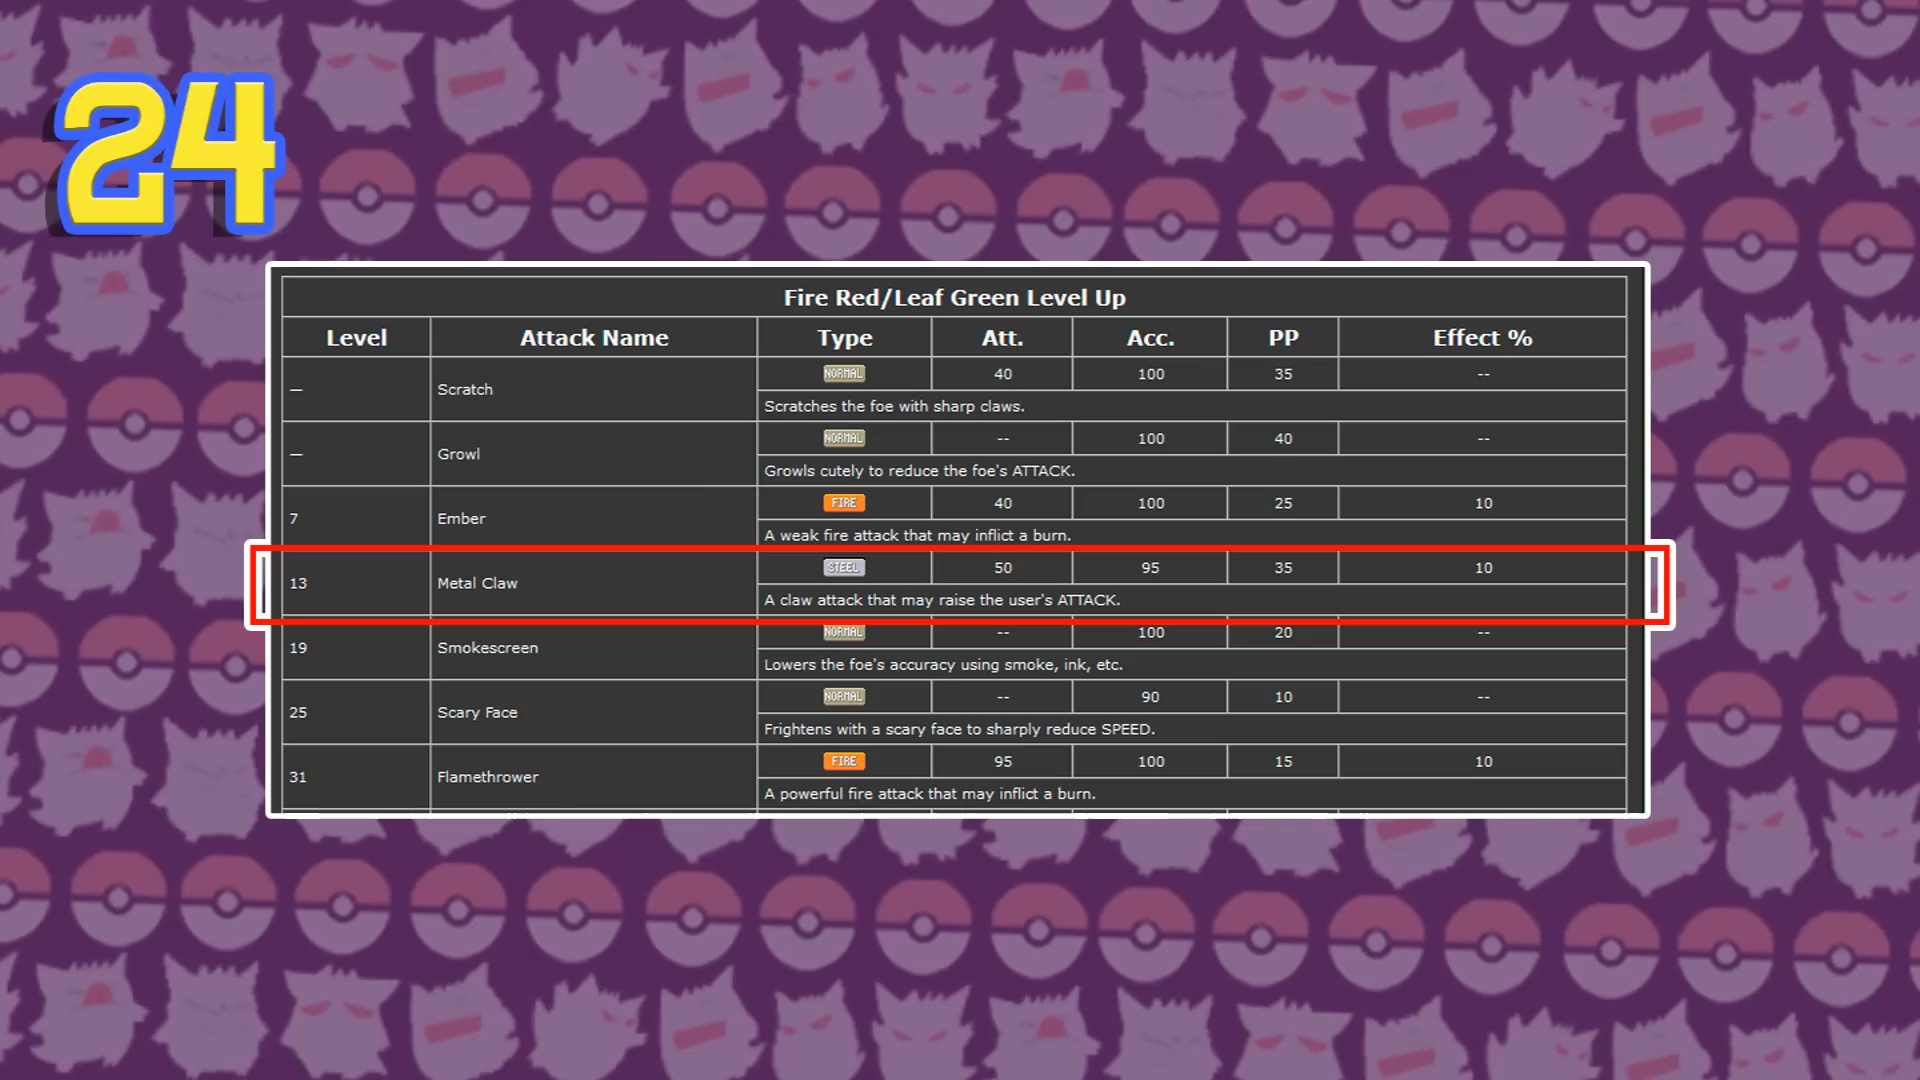 24
Fire Red/Leaf Green Level Up
Level Attack Name Type Att. Acc. PP Effect %
— Scratch NORMAL 40 100 35 --
Scratches the foe with sharp claws.
— Growl NORMAL -- 100 40 --
Growls cutely to reduce the foe's ATTACK.
7 Ember FIRE 40 100 25 10
A weak fire attack that may inflict a burn.
13 Metal Claw STEEL 50 95 35 10
A claw attack that may raise the user's ATTACK.
19 Smokescreen NORMAL -- 100 20 --
Lowers the foe's accuracy using smoke, ink, etc.
25 Scary Face NORMAL -- 90 10 --
Frightens with a scary face to sharply reduce SPEED.
31 Flamethrower FIRE 95 100 15 10
A powerful fire attack that may inflict a burn.